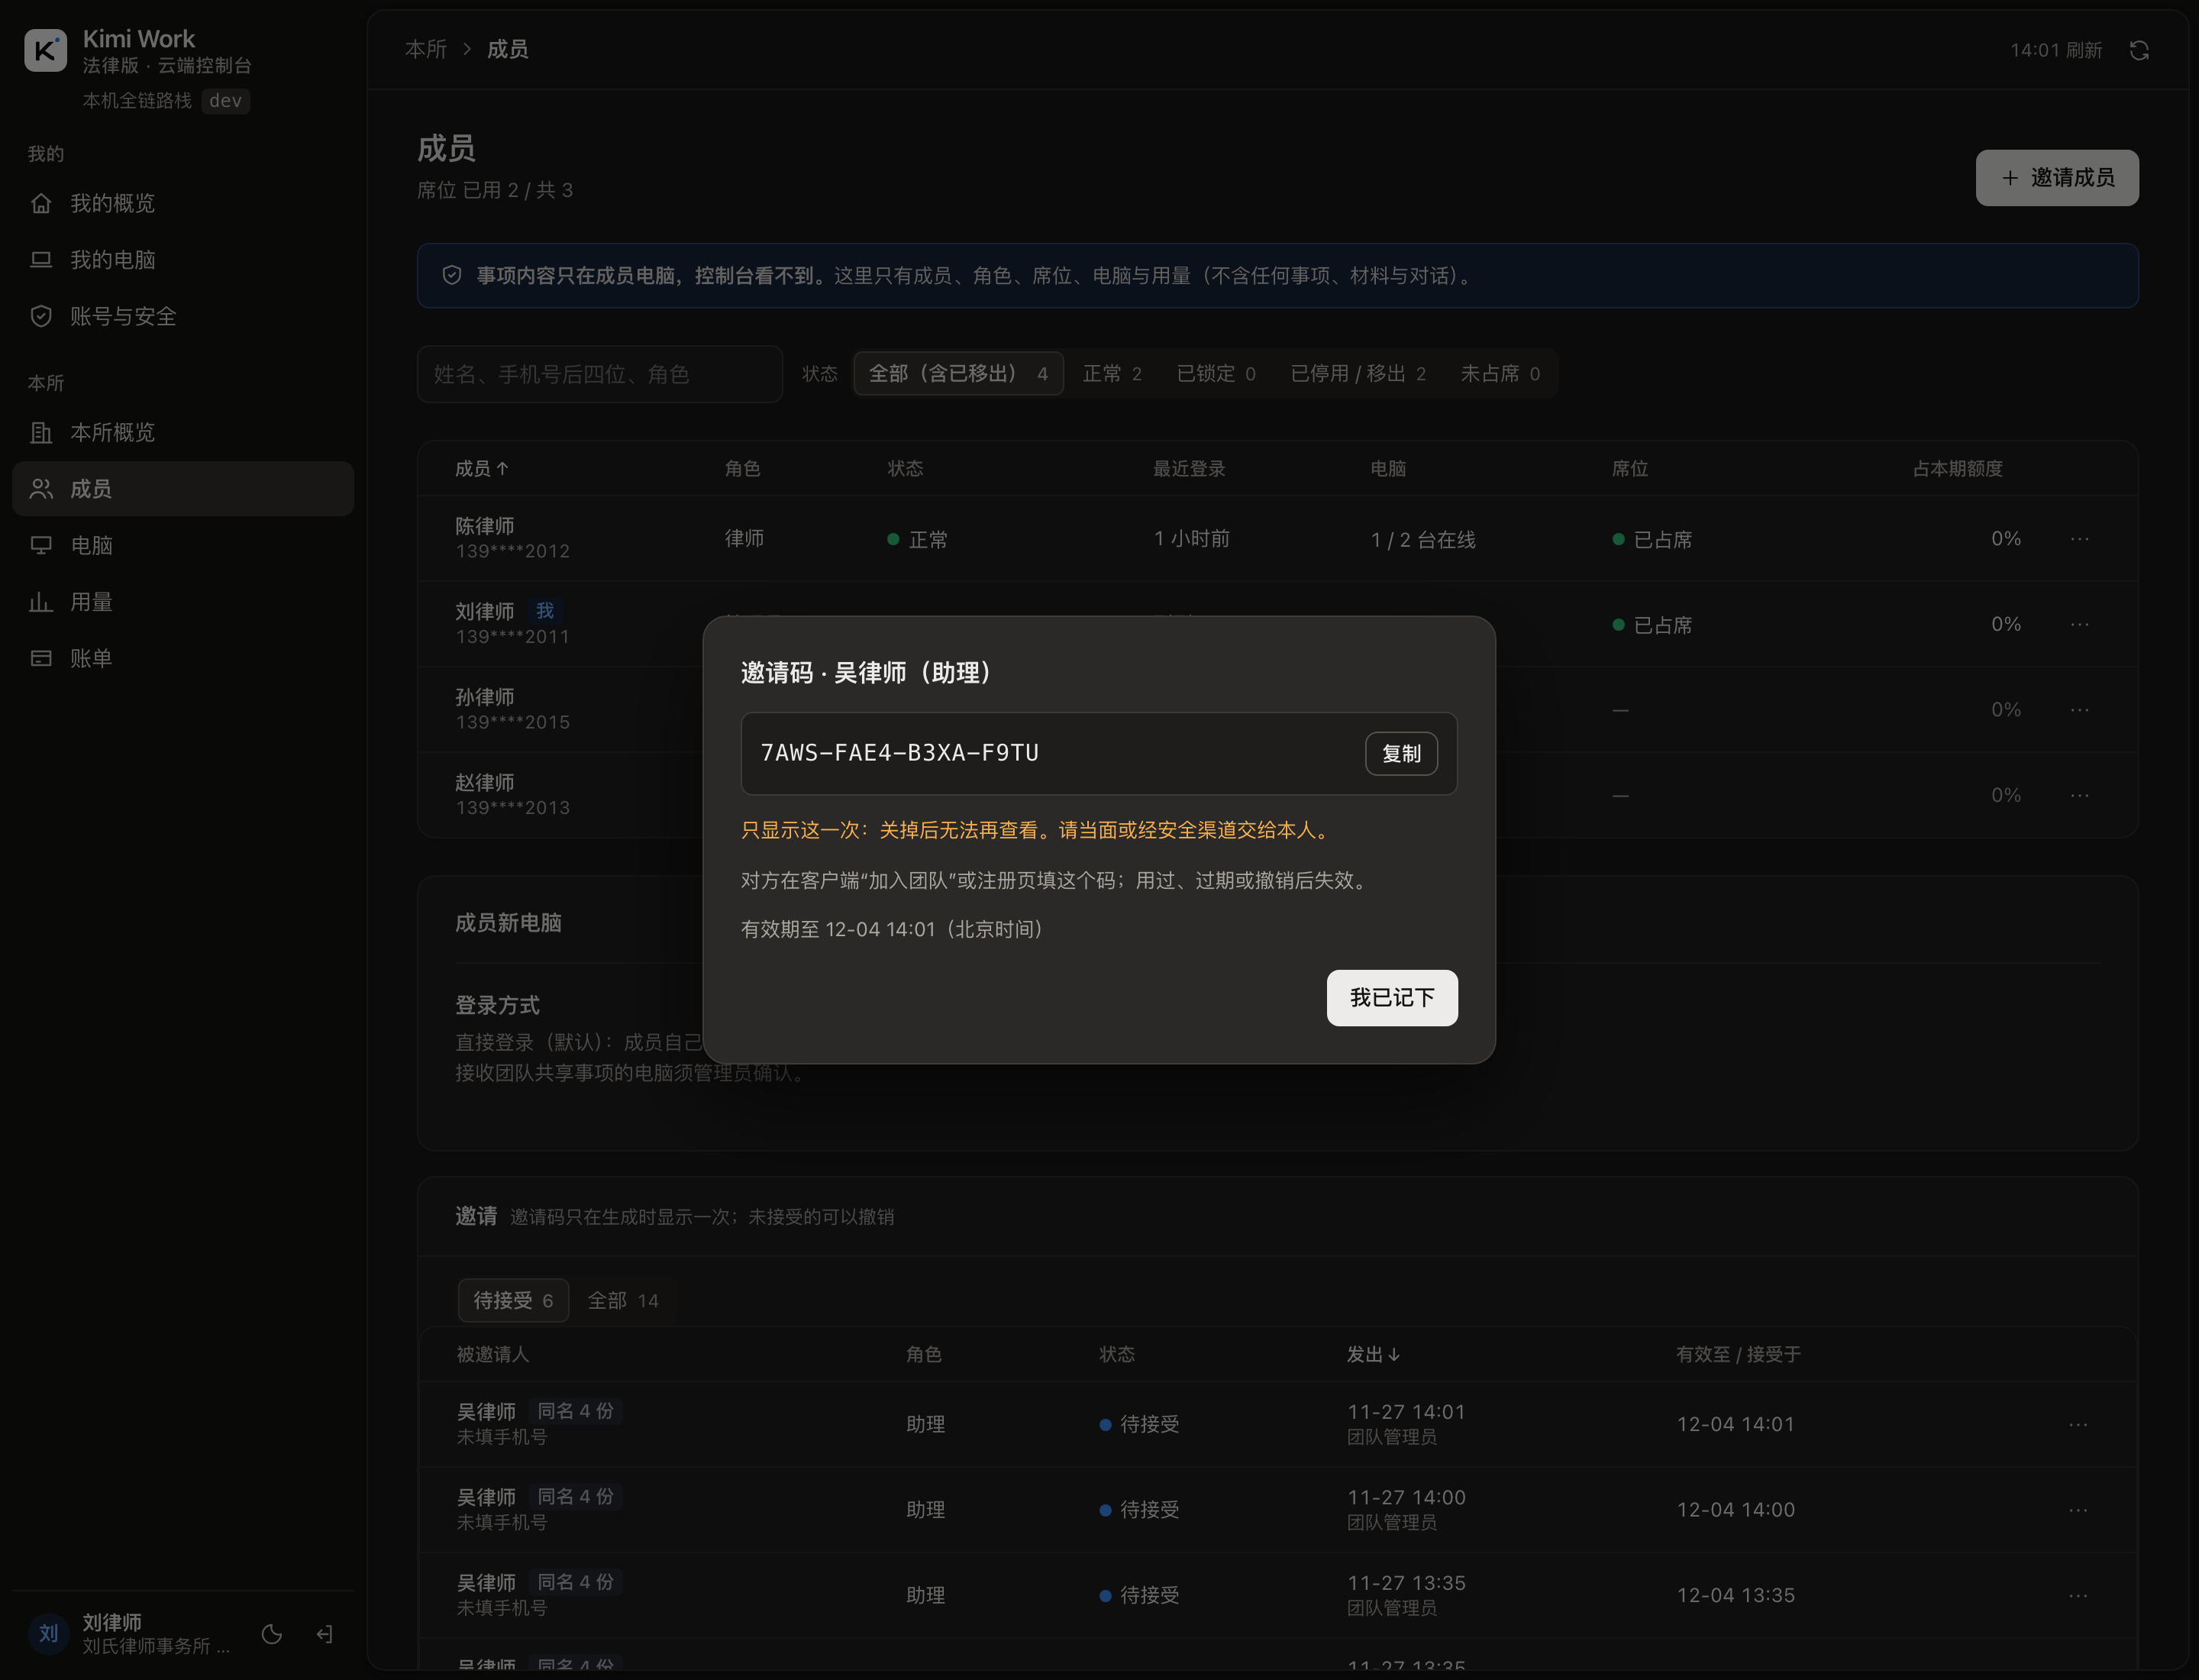 Kimi Work
法律版 · 云端控制台
本机全链路栈 dev
我的
我的概览
我的电脑
账号与安全
本所
本所概览
成员
电脑
用量
账单
刘
刘律师
刘氏律师事务所 ...
本所 > 成员
14:01 刷新
成员
席位 已用 2 / 共 3
+ 邀请成员
事项内容只在成员电脑，控制台看不到。这里只有成员、角色、席位、电脑与用量（不含任何事项、材料与对话）。
姓名、手机号后四位、角色
状态 全部（含已移出） 4 正常 2 已锁定 0 已停用 / 移出 2 未占席 0
成员 ↑ 角色 状态 最近登录 电脑 席位 占本期额度
陈律师 律师 正常 1 小时前 1 / 2 台在线 已占席 0% ···
139****2012
刘律师 我 已占席 0% ···
139****2011
孙律师 — 0% ···
139****2015
赵律师 — 0% ···
139****2013
邀请码 · 吴律师（助理）
7AWS-FAE4-B3XA-F9TU 复制
只显示这一次：关掉后无法再查看。请当面或经安全渠道交给本人。
对方在客户端“加入团队”或注册页填这个码；用过、过期或撤销后失效。
有效期至 12-04 14:01（北京时间）
我已记下
成员新电脑
登录方式
直接登录（默认）：成员自己
接收团队共享事项的电脑须管理员确认。
邀请 邀请码只在生成时显示一次；未接受的可以撤销
待接受 6 全部 14
被邀请人 角色 状态 发出 ↓ 有效至 / 接受于
吴律师 同名 4 份 助理 待接受 11-27 14:01 12-04 14:01 ···
未填手机号 团队管理员
吴律师 同名 4 份 助理 待接受 11-27 14:00 12-04 14:00 ···
未填手机号 团队管理员
吴律师 同名 4 份 助理 待接受 11-27 13:35 12-04 13:35 ···
未填手机号 团队管理员
吴律师 同名 4 份 11-27 13:35